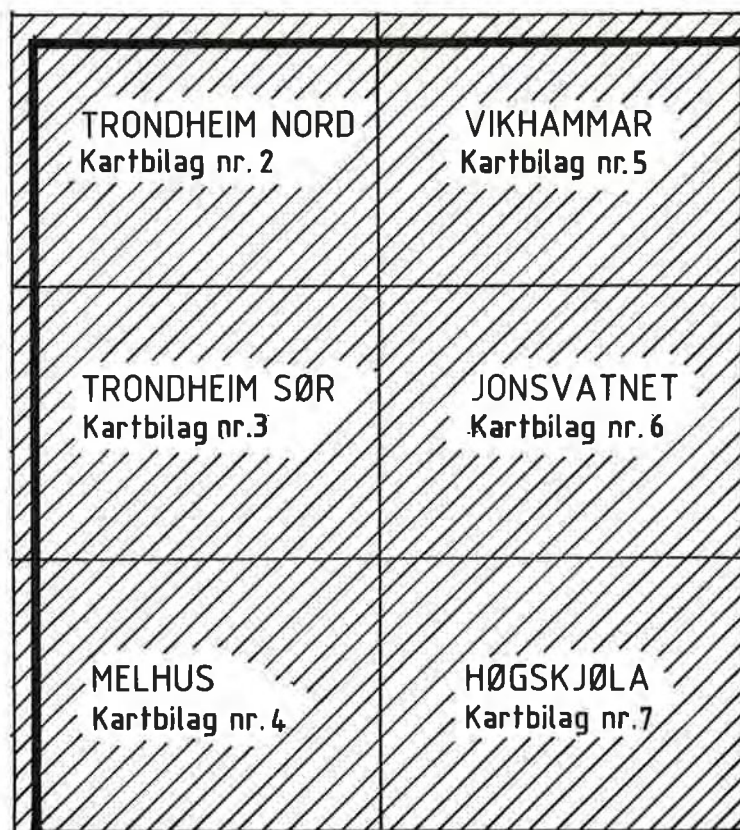 TRONDHEIM NORD
Kartbilag nr. 2
VIKHAMMAR
Kartbilag nr.5
TRONDHEIM SØR
Kartbilag nr.3
JONSVATNET
Kartbilag nr. 6
MELHUS
Kartbilag nr. 4
HØGSKJØLA
Kartbilag nr.7